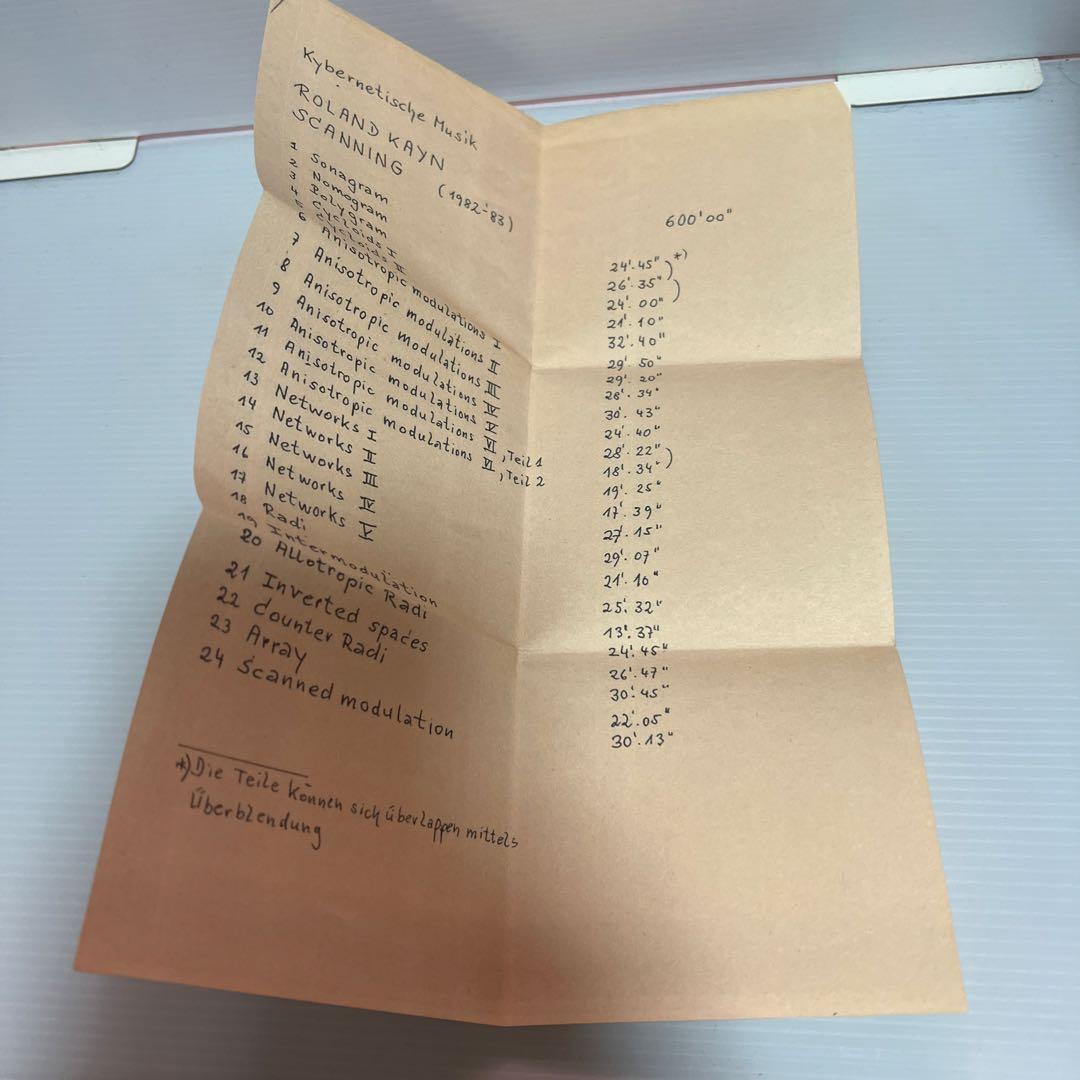 Kybernetische Musik
ROLAND KAYN
SCANNING (1982-'83)
1 Sonagram
2 Nomogram
3 Polygram
4 Cycloids I
5 Cycloids II
6 Anisotropic modulations I
7 Anisotropic modulations II
8 Anisotropic modulations III
9 Anisotropic modulations IV
10 Anisotropic modulations V
11 Anisotropic modulations VI, Teil 1
12 Anisotropic modulations VI, Teil 2
13 Networks I
14 Networks II
15 Networks III
16 Networks IV
17 Networks V
18 Radi
19 Intermodulation
20 Allotropic Radi
21 Inverted spaces
22 Counter Radi
23 Array
24 Scanned modulation
*) Die Teile können sich überlappen mittels
Überblendung
600'00"
24'.45" *)
26'.35"
24'.00"
21'.10"
32'.40"
29'.50"
29'.20"
28'.34"
30'.43"
24'.40"
28'.22"
18'.34"
19'.25"
17'.39"
27'.15"
29'.07"
21'.10"
25'.32"
13'.37"
24'.45"
26'.47"
30'.45"
22'.05"
30'.13"